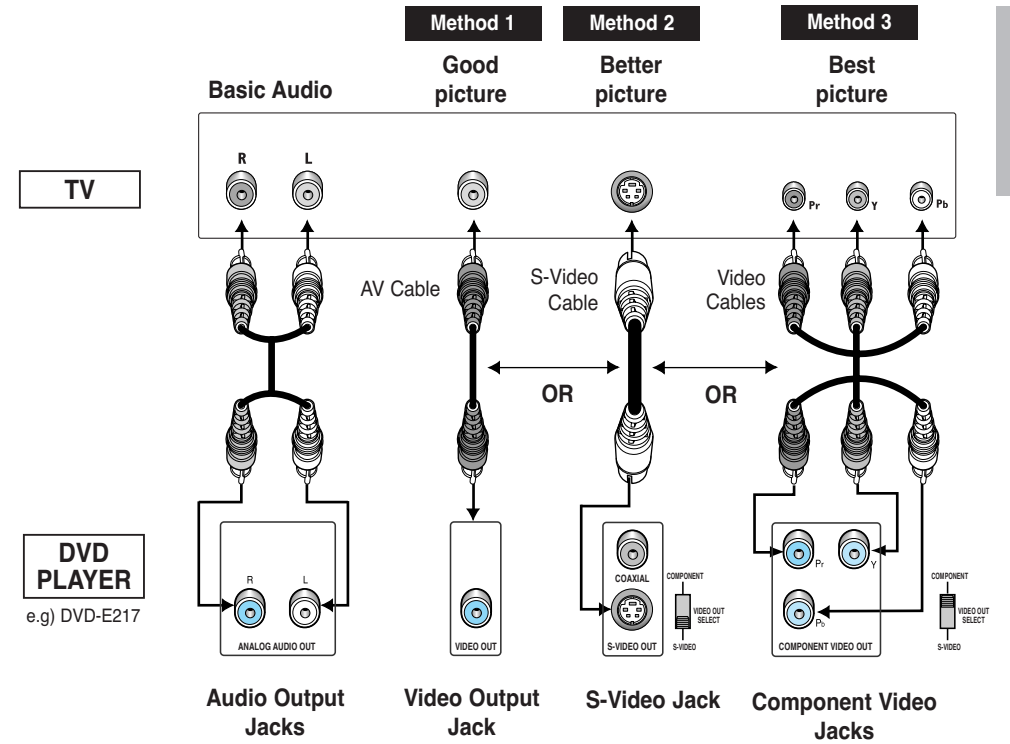 Method 1
Method 2
Method 3
Basic Audio
Good
picture
Better
picture
Best
picture
TV
R
L
Pr
Y
Pb
AV Cable
S-Video
Cable
Video
Cables
OR
OR
DVD
PLAYER
e.g) DVD-E217
R
L
ANALOG AUDIO OUT
VIDEO OUT
COAXIAL
S-VIDEO OUT
COMPONENT
VIDEO OUT
SELECT
S-VIDEO
Pr
Y
Pb
COMPONENT VIDEO OUT
COMPONENT
VIDEO OUT
SELECT
S-VIDEO
Audio Output
Jacks
Video Output
Jack
S-Video Jack
Component Video
Jacks